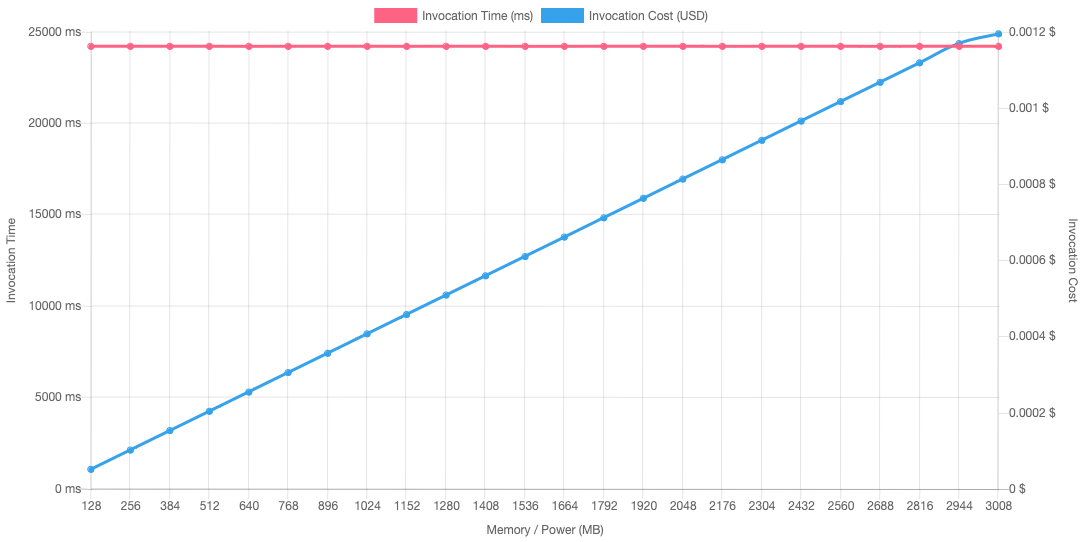 Invocation Time (ms) Invocation Cost (USD)
25000 ms
20000 ms
15000 ms
10000 ms
5000 ms
0 ms
Invocation Time
0.0012 $
0.001 $
0.0008 $
0.0006 $
0.0004 $
0.0002 $
0 $
Invocation Cost
128 256 384 512 640 768 896 1024 1152 1280 1408 1536 1664 1792 1920 2048 2176 2304 2432 2560 2688 2816 2944 3008
Memory / Power (MB)